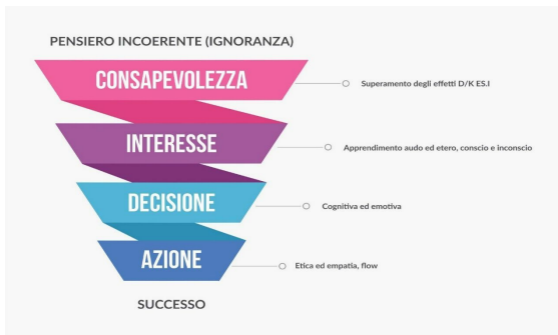 PENSIERO INCOERENTE (IGNORANZA)
CONSAPEVOLEZZA
Superamento degli effetti D/K ES.I
INTERESSE
Apprendimento audo ed etero, conscio e inconscio
DECISIONE
Cognitiva ed emotiva
AZIONE
Etica ed empatia, flow
SUCCESSO